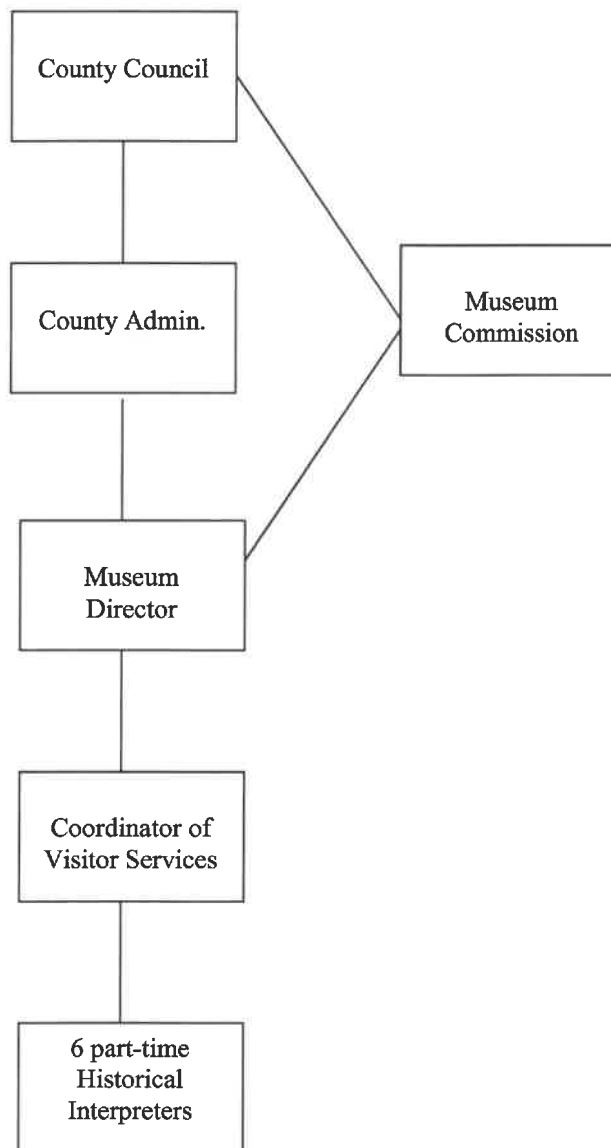 County Council
County Admin.
Museum
Commission
Museum
Director
Coordinator of
Visitor Services
6 part-time
Historical
Interpreters